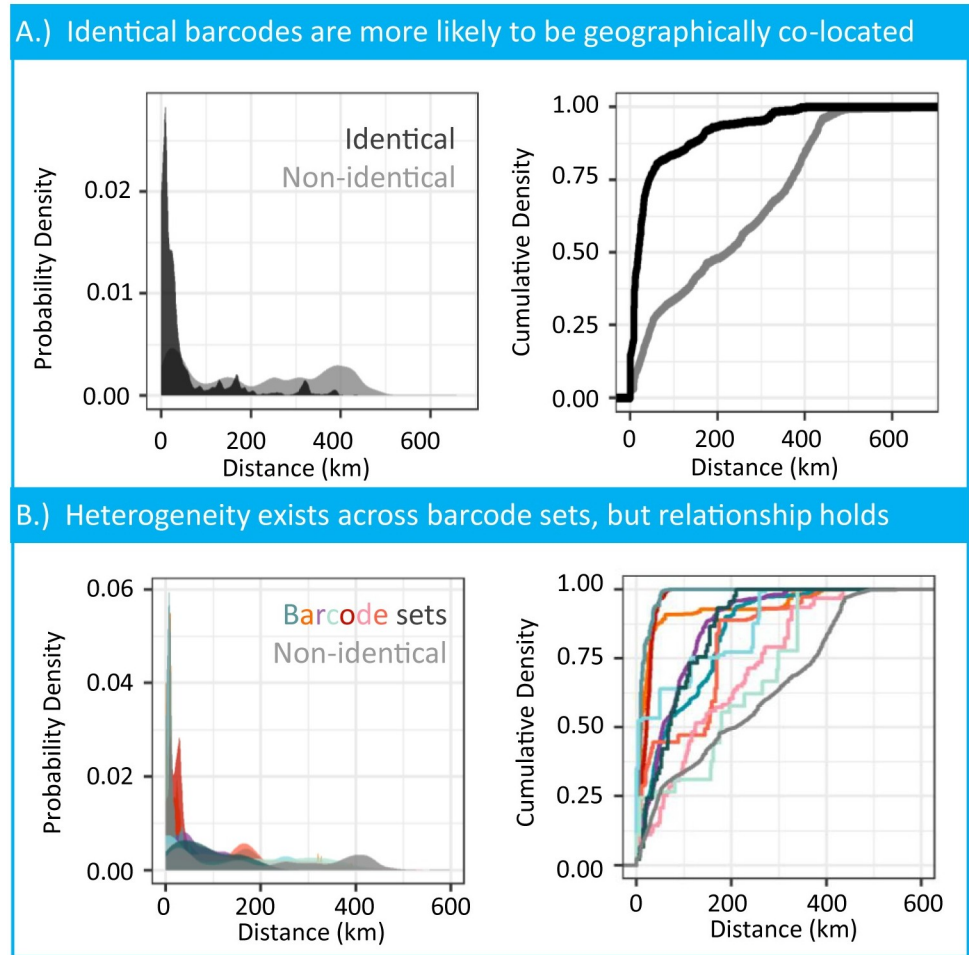 A.) Identical barcodes are more likely to be geographically co-located
Probability Density
0.02
0.01
0.00
Identical
Non-identical
0 200 400 600
Distance (km)
Cumulative Density
1.00
0.75
0.50
0.25
0.00
0 200 400 600
Distance (km)
B.) Heterogeneity exists across barcode sets, but relationship holds
Probability Density
0.06
0.04
0.02
0.00
Barcode sets
Non-identical
0 200 400 600
Distance (km)
Cumulative Density
1.00
0.75
0.50
0.25
0.00
0 200 400 600
Distance (km)